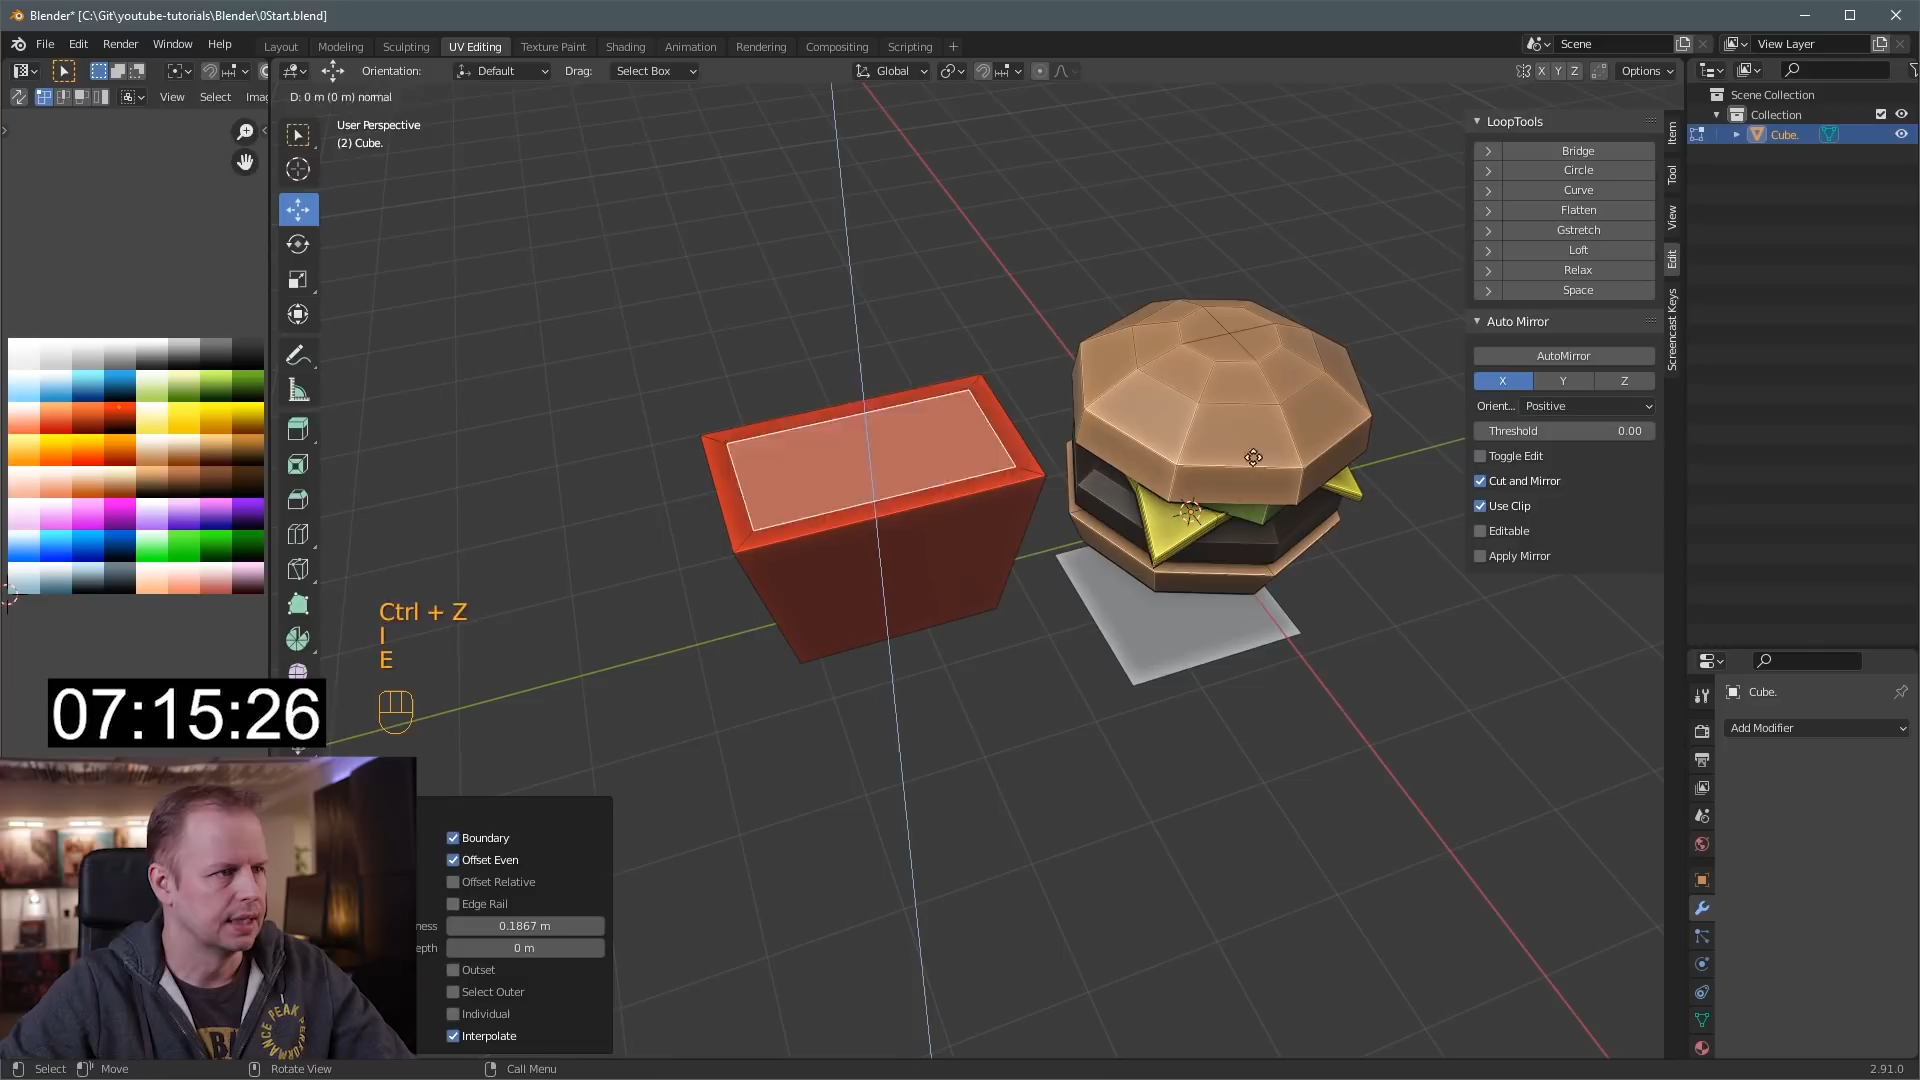 Blender* [C:\Git\youtube-tutorials\Blender\0Start.blend]
File Edit Render Window Help
Layout Modeling Sculpting UV Editing Texture Paint Shading Animation Rendering Compositing Scripting +
Scene
View Layer
Orientation: Default Drag: Select Box
Global
X Y Z
Options
View Select Imag
D: 0 m (0 m) normal
User Perspective
(2) Cube.
LoopTools
Bridge
Circle
Curve
Flatten
Gstretch
Loft
Relax
Space
Auto Mirror
AutoMirror
X Y Z
Orient... Positive
Threshold 0.00
Toggle Edit
Cut and Mirror
Use Clip
Editable
Apply Mirror
Item
Tool
View
Edit
Screencast Keys
Scene Collection
Collection
Cube.
Cube.
Add Modifier
Ctrl + Z
I
E
07:15:26
Boundary
Offset Even
Offset Relative
Edge Rail
ness 0.1867 m
epth 0 m
Outset
Select Outer
Individual
Interpolate
Select Move Rotate View Call Menu
2.91.0